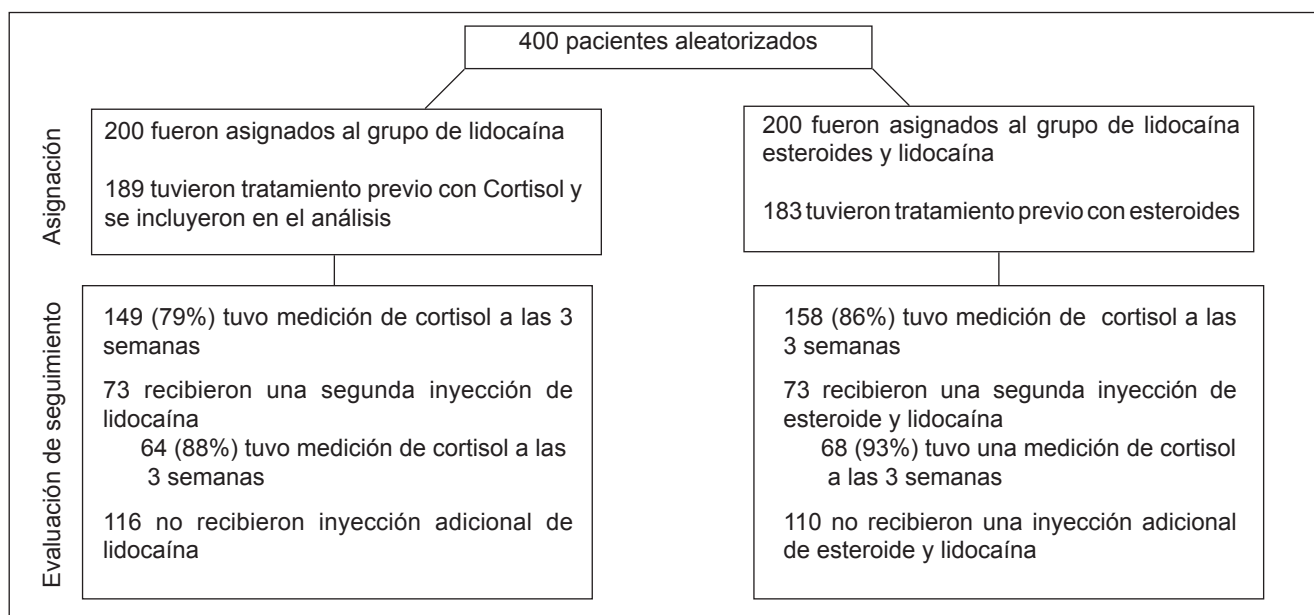 400 pacientes aleatorizados
Asignación
200 fueron asignados al grupo de lidocaína
189 tuvieron tratamiento previo con Cortisol y
se incluyeron en el análisis
200 fueron asignados al grupo de lidocaína
esteroides y lidocaína
183 tuvieron tratamiento previo con esteroides
Evaluación de seguimiento
149 (79%) tuvo medición de cortisol a las 3
semanas
73 recibieron una segunda inyección de
lidocaína
64 (88%) tuvo medición de cortisol a las
3 semanas
116 no recibieron inyección adicional de
lidocaína
158 (86%) tuvo medición de cortisol a las
3 semanas
73 recibieron una segunda inyección de
esteroide y lidocaína
68 (93%) tuvo una medición de cortisol
a las 3 semanas
110 no recibieron una inyección adicional
de esteroide y lidocaína